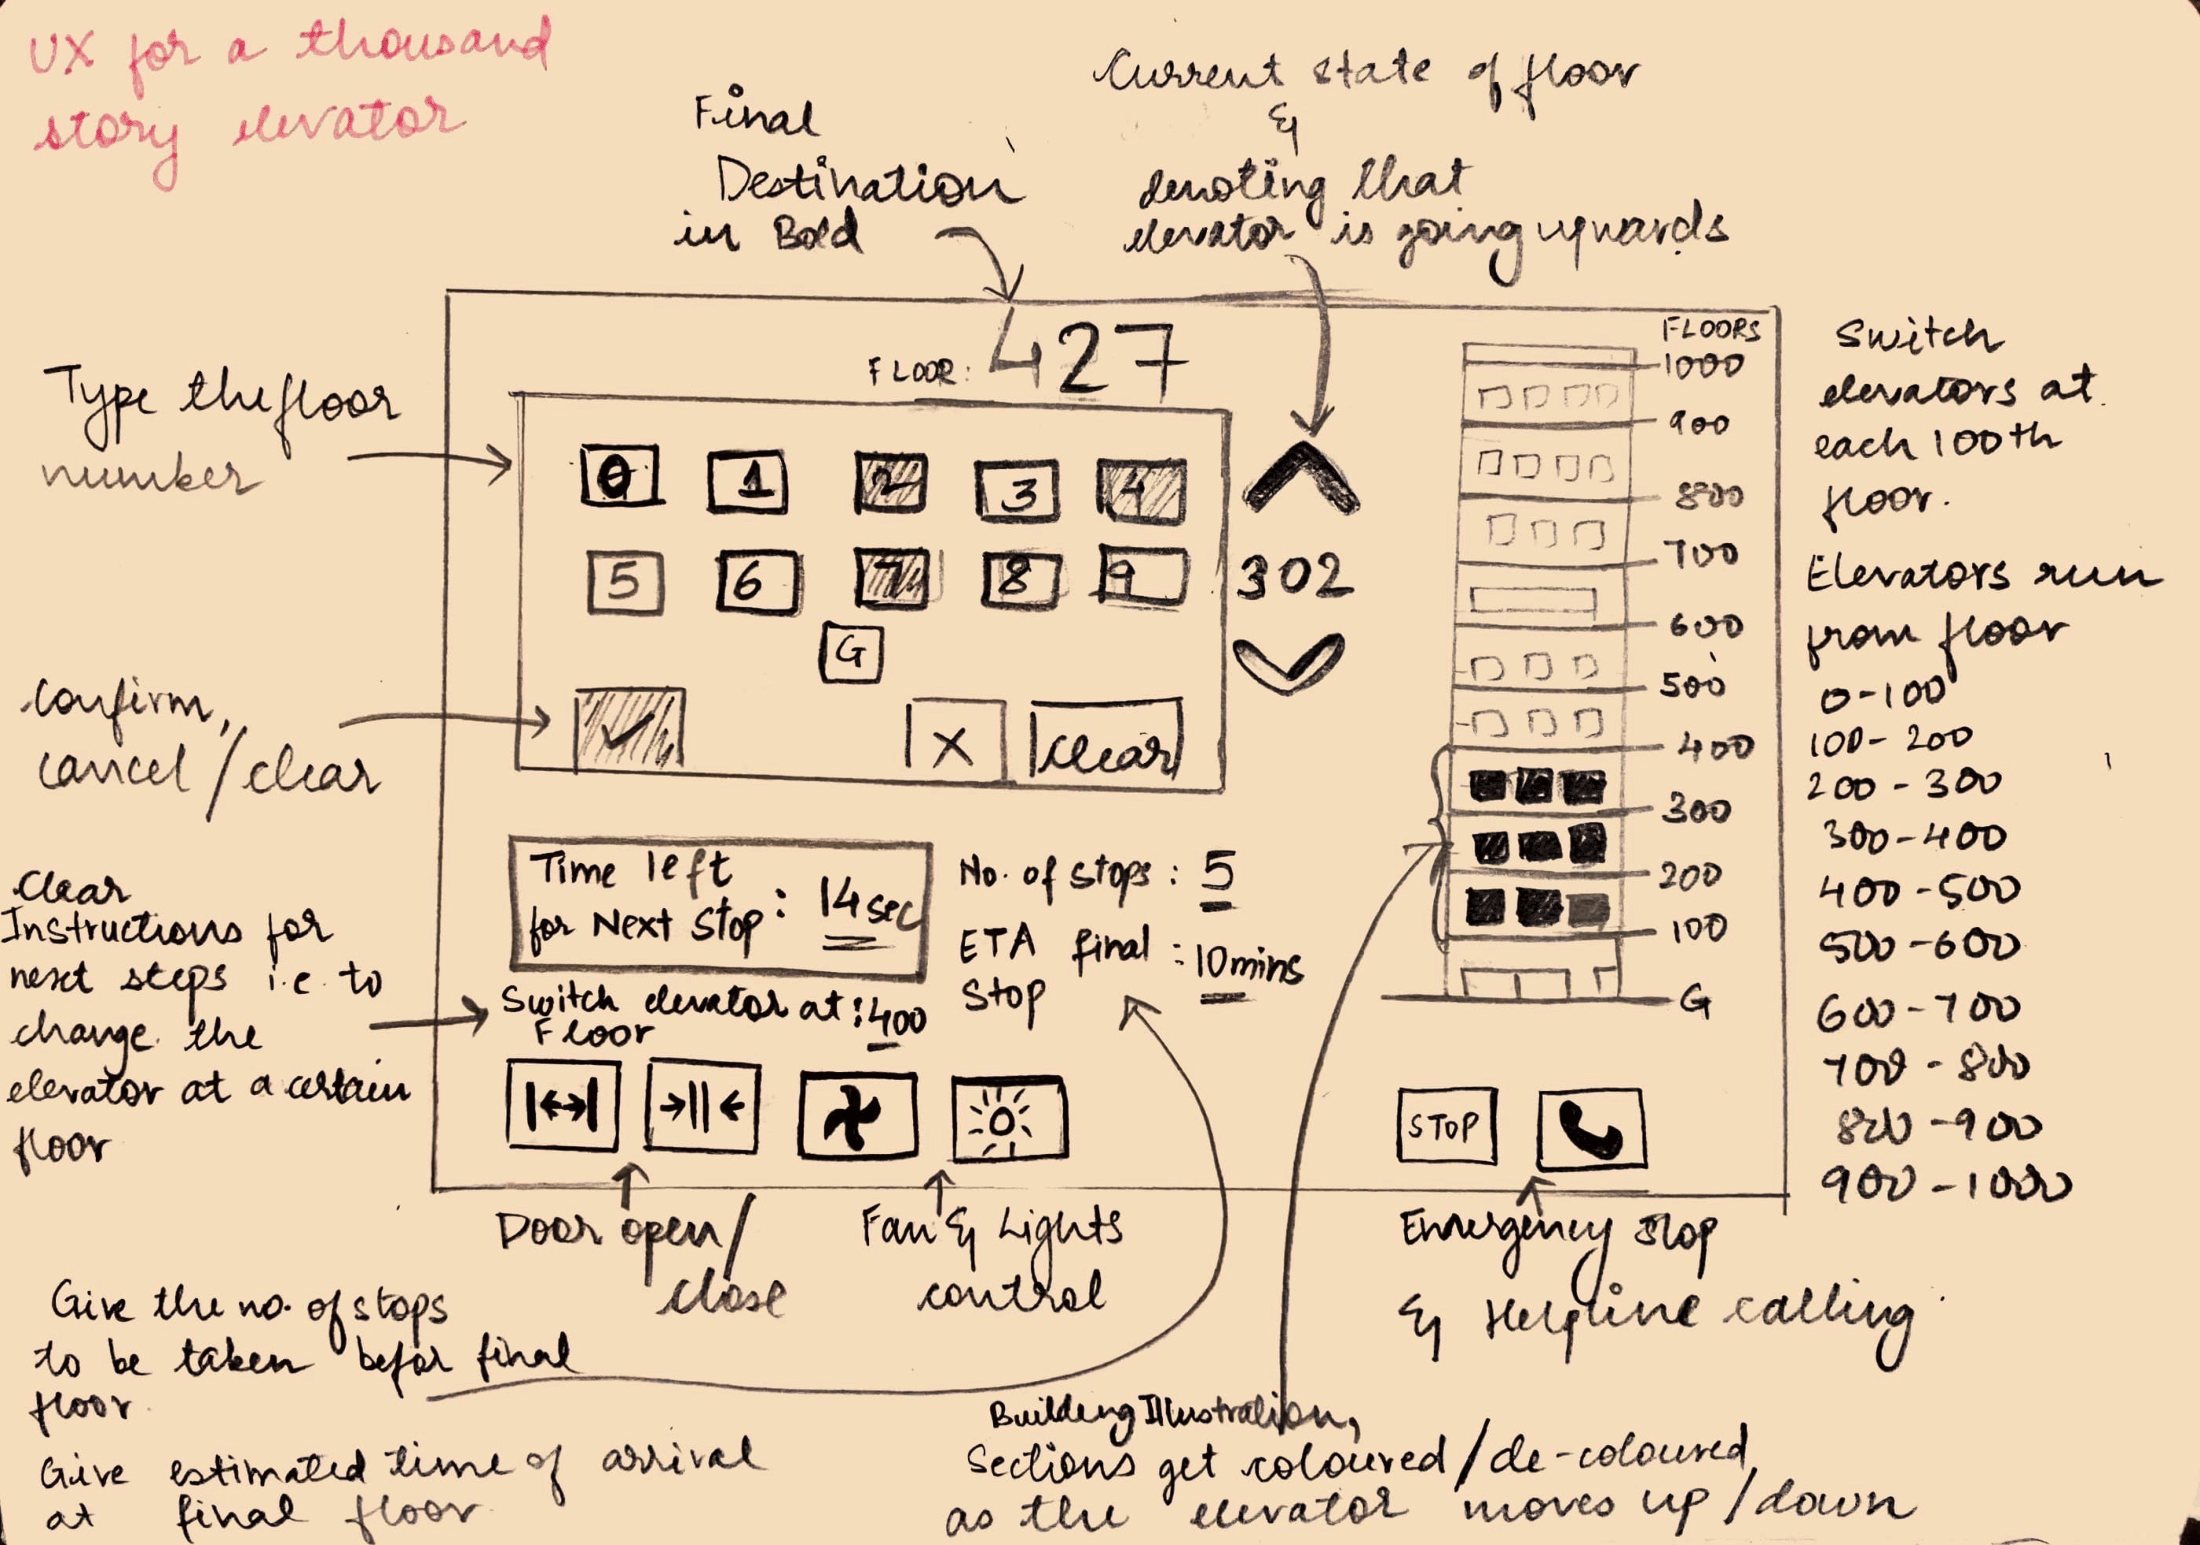 UX for a thousand
story elevator
Final
Destination
in Bold
Current state of floor
&
denoting that
elevator is going upwards
Type the floor
number
Confirm,
cancel / clear
Clear
Instructions for
next steps i.e. to
change the
elevator at a certain
floor
FLOOR: 427
0 1 2 3 4
5 6 7 8 9
G
✓ X clear
302
Time left
for Next Stop : 14 sec
No. of stops : 5
ETA final : 10 mins
Stop
Switch elevator at : 400
Floor
|<->| ->||<-
STOP
FLOORS
1000
900
800
700
600
500
400
300
200
100
G
Switch
elevators at
each 100th
floor.
Elevators run
from floor
0-100
100-200
200-300
300-400
400-500
500-600
600-700
700-800
800-900
900-1000
Door open/
close
Fan & Lights
control
Emergency Stop
& Helpline calling
Give the no. of stops
to be taken befor final
floor
Give estimated time of arrival
at final floor
Building Illustration,
Sections get coloured/de-coloured
as the elevator moves up/down